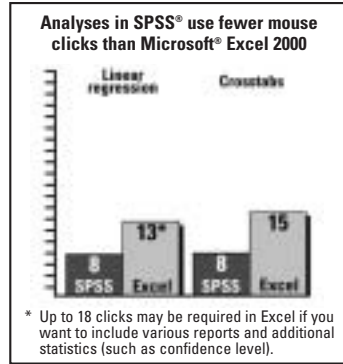 Analyses in SPSS® use fewer mouse
clicks than Microsoft® Excel 2000
Linear
regression
Crosstabs
8
SPSS
13*
Excel
8
SPSS
15
Excel
* Up to 18 clicks may be required in Excel if you
want to include various reports and additional
statistics (such as confidence level).